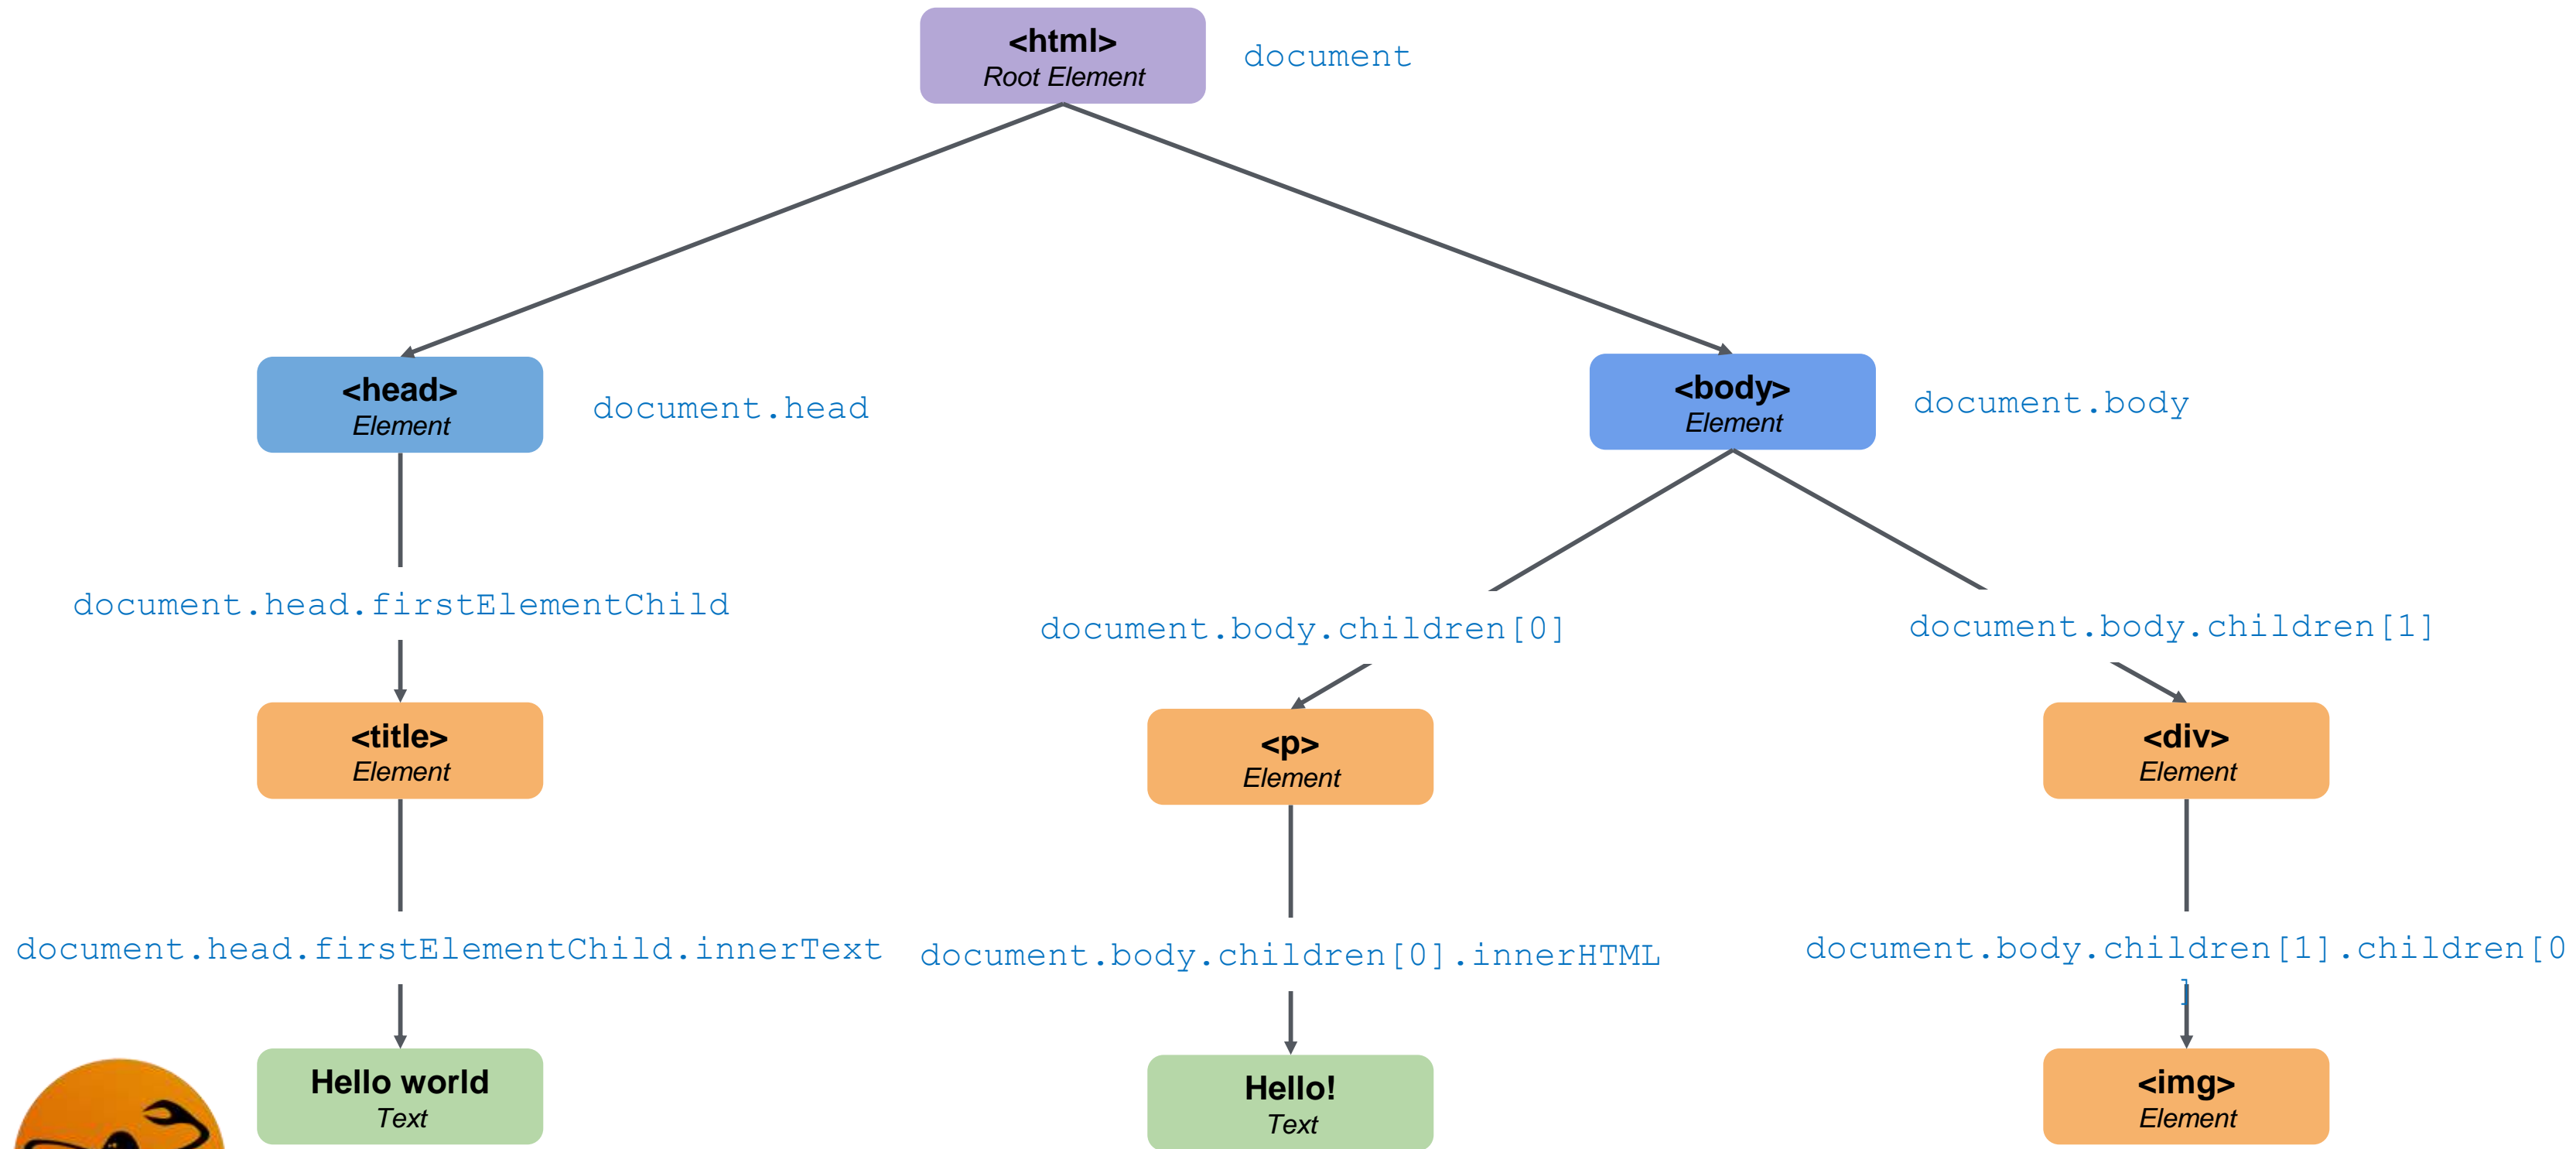 <html>
Root Element
document
<head>
Element
document.head
<body>
Element
document.body
document.head.firstElementChild
document.body.children[0]
document.body.children[1]
<title>
Element
<p>
Element
<div>
Element
document.head.firstElementChild.innerText
document.body.children[0].innerHTML
document.body.children[1].children[0
]
Hello world
Text
Hello!
Text
<img>
Element